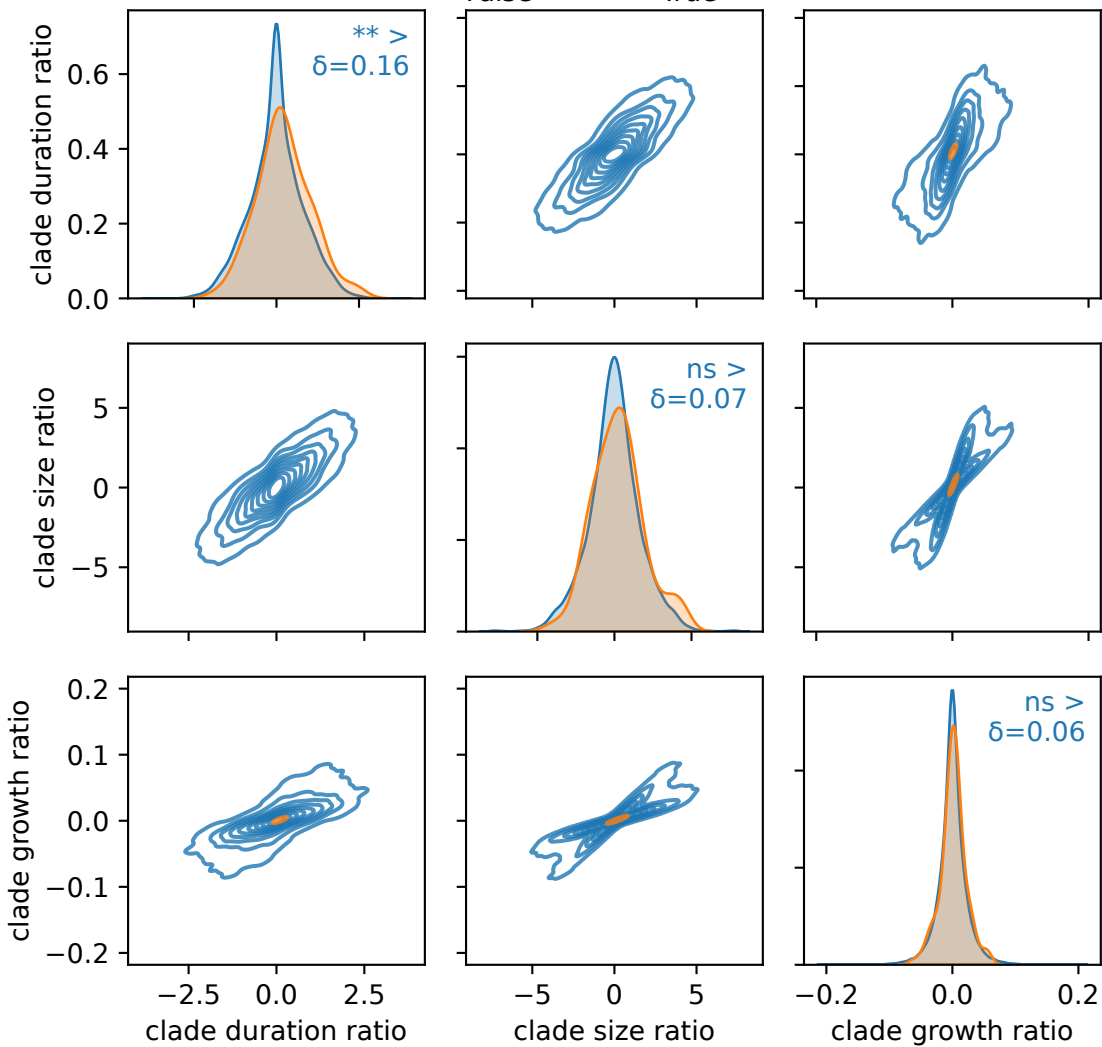 ** >
δ=0.16
clade duration ratio
0.6
0.4
0.2
0.0
ns >
δ=0.07
clade size ratio
5
0
−5
ns >
δ=0.06
clade growth ratio
0.2
0.1
0.0
−0.1
−0.2
−2.5 0.0 2.5
−5 0 5
−0.2 0.0 0.2
clade duration ratio
clade size ratio
clade growth ratio